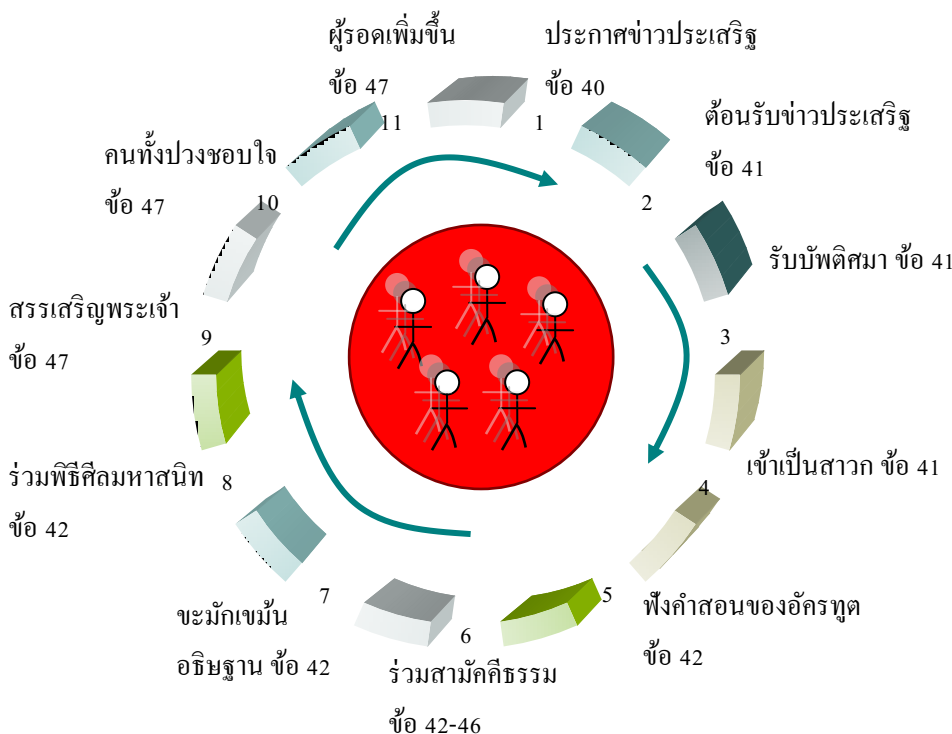 ประกาศข่าวประเสริฐ
ข้อ 40
1
ต้อนรับข่าวประเสริฐ
ข้อ 41
2
รับบัพติศมา ข้อ 41
3
เข้าเป็นสาวก ข้อ 41
4
ฟังคำสอนของอัครทูต
ข้อ 42
5
ร่วมสามัคคีธรรม
ข้อ 42-46
6
ขะมักเขม้น
อธิษฐาน ข้อ 42
7
ร่วมพิธีศีลมหาสนิท
ข้อ 42
8
สรรเสริญพระเจ้า
ข้อ 47
9
คนทั้งปวงชอบใจ
ข้อ 47
10
ผู้รอดเพิ่มขึ้น
ข้อ 47
11